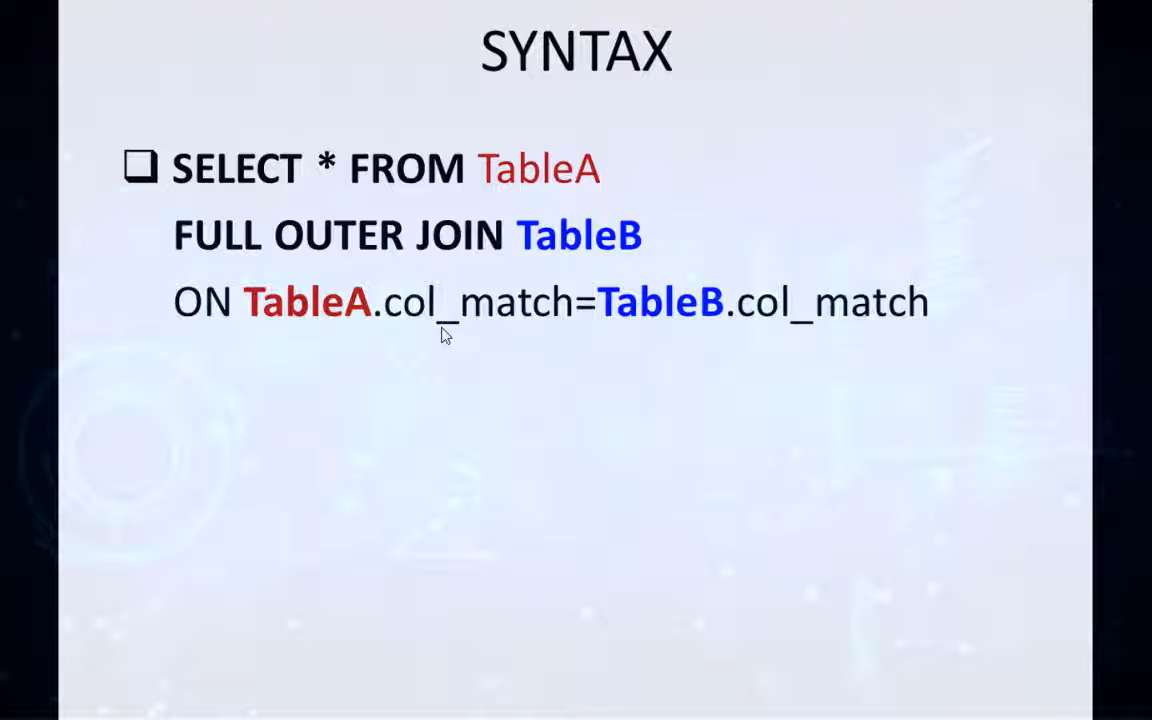 SYNTAX
SELECT * FROM TableA
FULL OUTER JOIN TableB
ON TableA.col_match=TableB.col_match